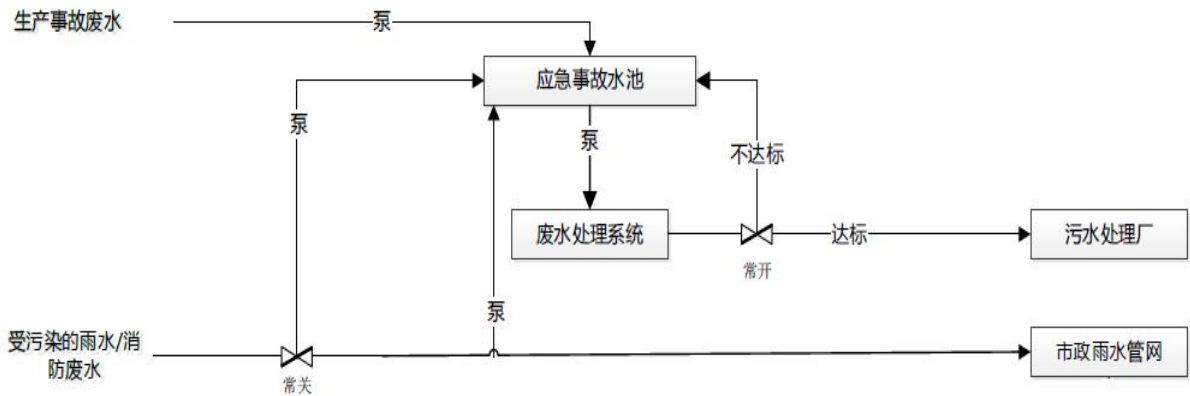 生产事故废水
泵
应急事故水池
泵
泵
不达标
废水处理系统
达标
污水处理厂
常开
泵
受污染的雨水/消
防废水
市政雨水管网
常关